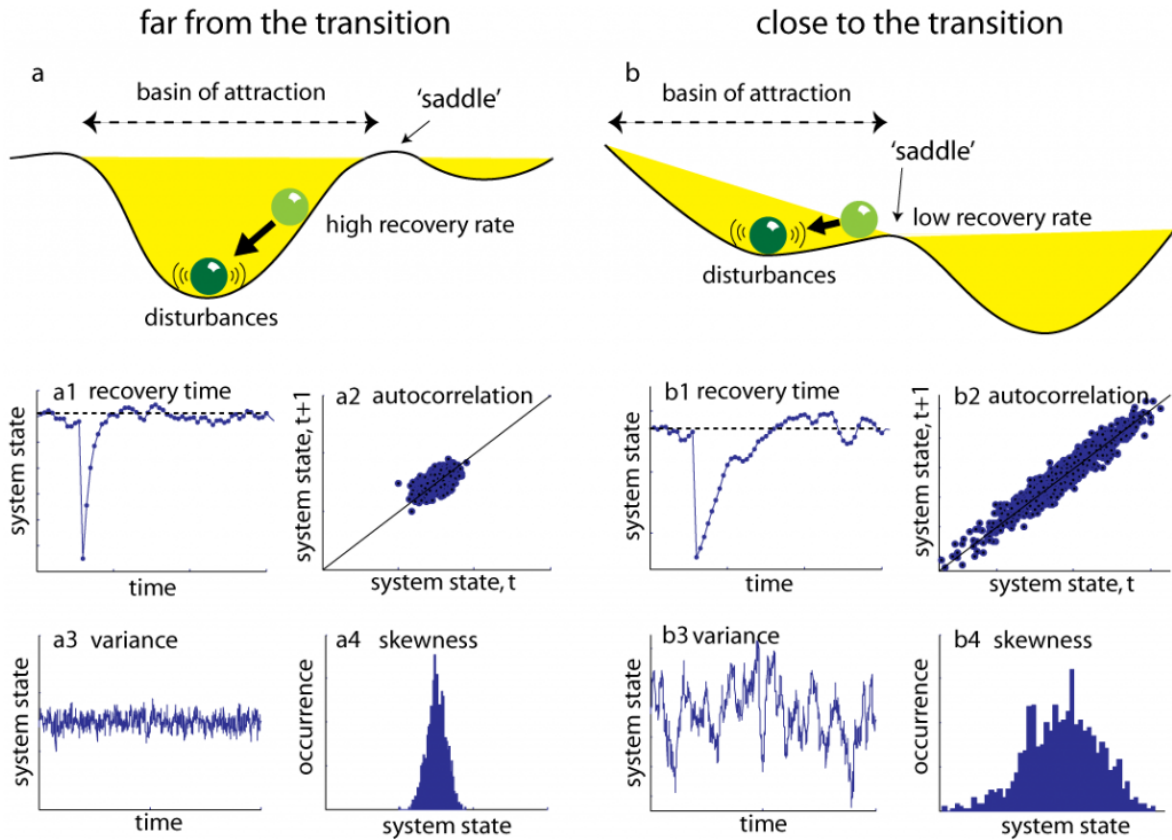 far from the transition
close to the transition
a
basin of attraction
'saddle'
high recovery rate
disturbances
b
basin of attraction
'saddle'
low recovery rate
disturbances
a1 recovery time
system state
time
a2 autocorrelation
system state, t+1
system state, t
b1 recovery time
system state
time
b2 autocorrelation
system state, t+1
system state, t
a3 variance
system state
time
a4 skewness
occurrence
system state
b3 variance
system state
time
b4 skewness
occurrence
system state